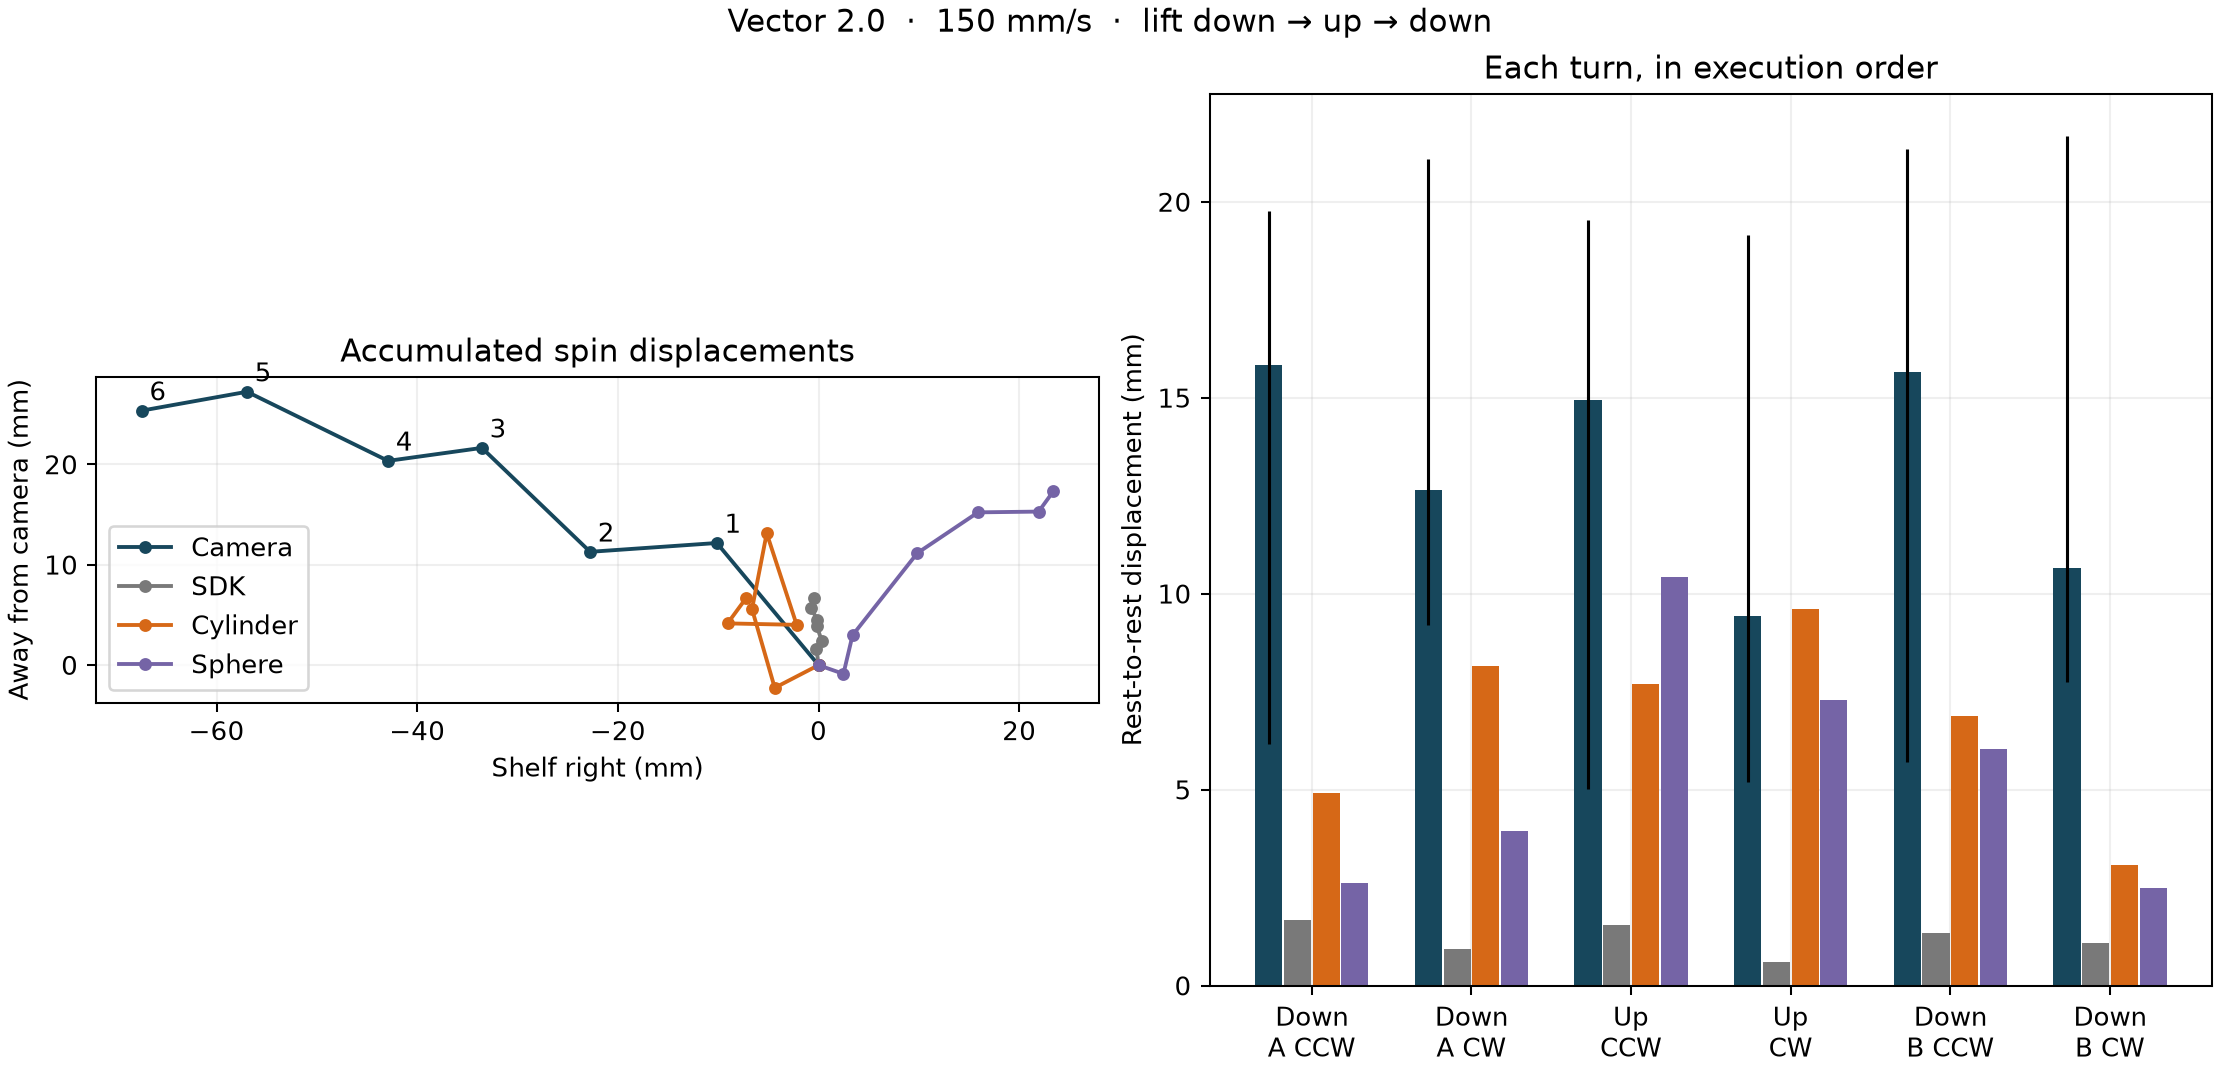 Vector 2.0 · 150 mm/s · lift down → up → down
Accumulated spin displacements
Away from camera (mm)
20
10
0
−60
−40
−20
0
20
Shelf right (mm)
6
5
4
3
2
1
Camera
SDK
Cylinder
Sphere
Each turn, in execution order
Rest-to-rest displacement (mm)
20
15
10
5
0
Down
A CCW
Down
A CW
Up
CCW
Up
CW
Down
B CCW
Down
B CW